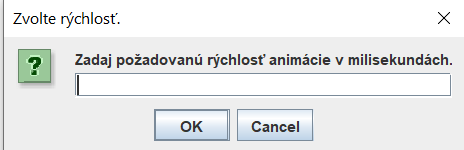 Zvolte rýchlosť.
Zadaj požadovanú rýchlosť animácie v milisekundách.
OK
Cancel